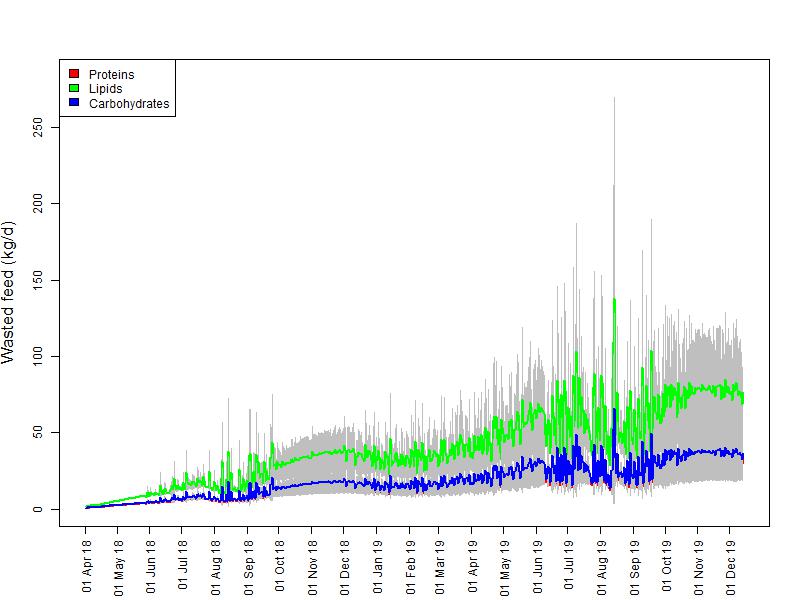 Proteins
Lipids
Carbohydrates
Wasted feed (kg/d)
250
200
150
100
50
0
01 Apr 18
01 May 18
01 Jun 18
01 Jul 18
01 Aug 18
01 Sep 18
01 Oct 18
01 Nov 18
01 Dec 18
01 Jan 19
01 Feb 19
01 Mar 19
01 Apr 19
01 May 19
01 Jun 19
01 Jul 19
01 Aug 19
01 Sep 19
01 Oct 19
01 Nov 19
01 Dec 19